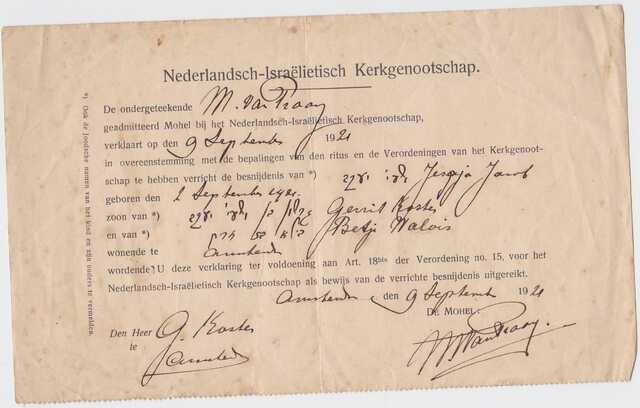 Nederlandsch-Israëlietisch Kerkgenootschap.
De ondergeteekende M. van Praag
geadmitteerd Mohel bij het Nederlandsch-Israëlietisch Kerkgenootschap,
verklaart op den 9 September 1921
in overeenstemming met de bepalingen van den ritus en de Verordeningen van het Kerkgenoot-
schap te hebben verricht de besnijdenis van *) Jacob
geboren den 2 September 1921
zoon van *) Gerrit Koster
en van *) Betje Walvis
wonende te Amsterdam
wordende U deze verklaring ter voldoening aan Art. 18bis der Verordening no. 15, voor het
Nederlandsch-Israëlietisch Kerkgenootschap als bewijs van de verrichte besnijdenis uitgereikt.
Amsterdam den 9 September 1921
DE MOHEL:
Den Heer G. Koster
te Amsterdam
M van Praag
*) Ook de Joodsche namen van het kind en zijn ouders te vermelden.